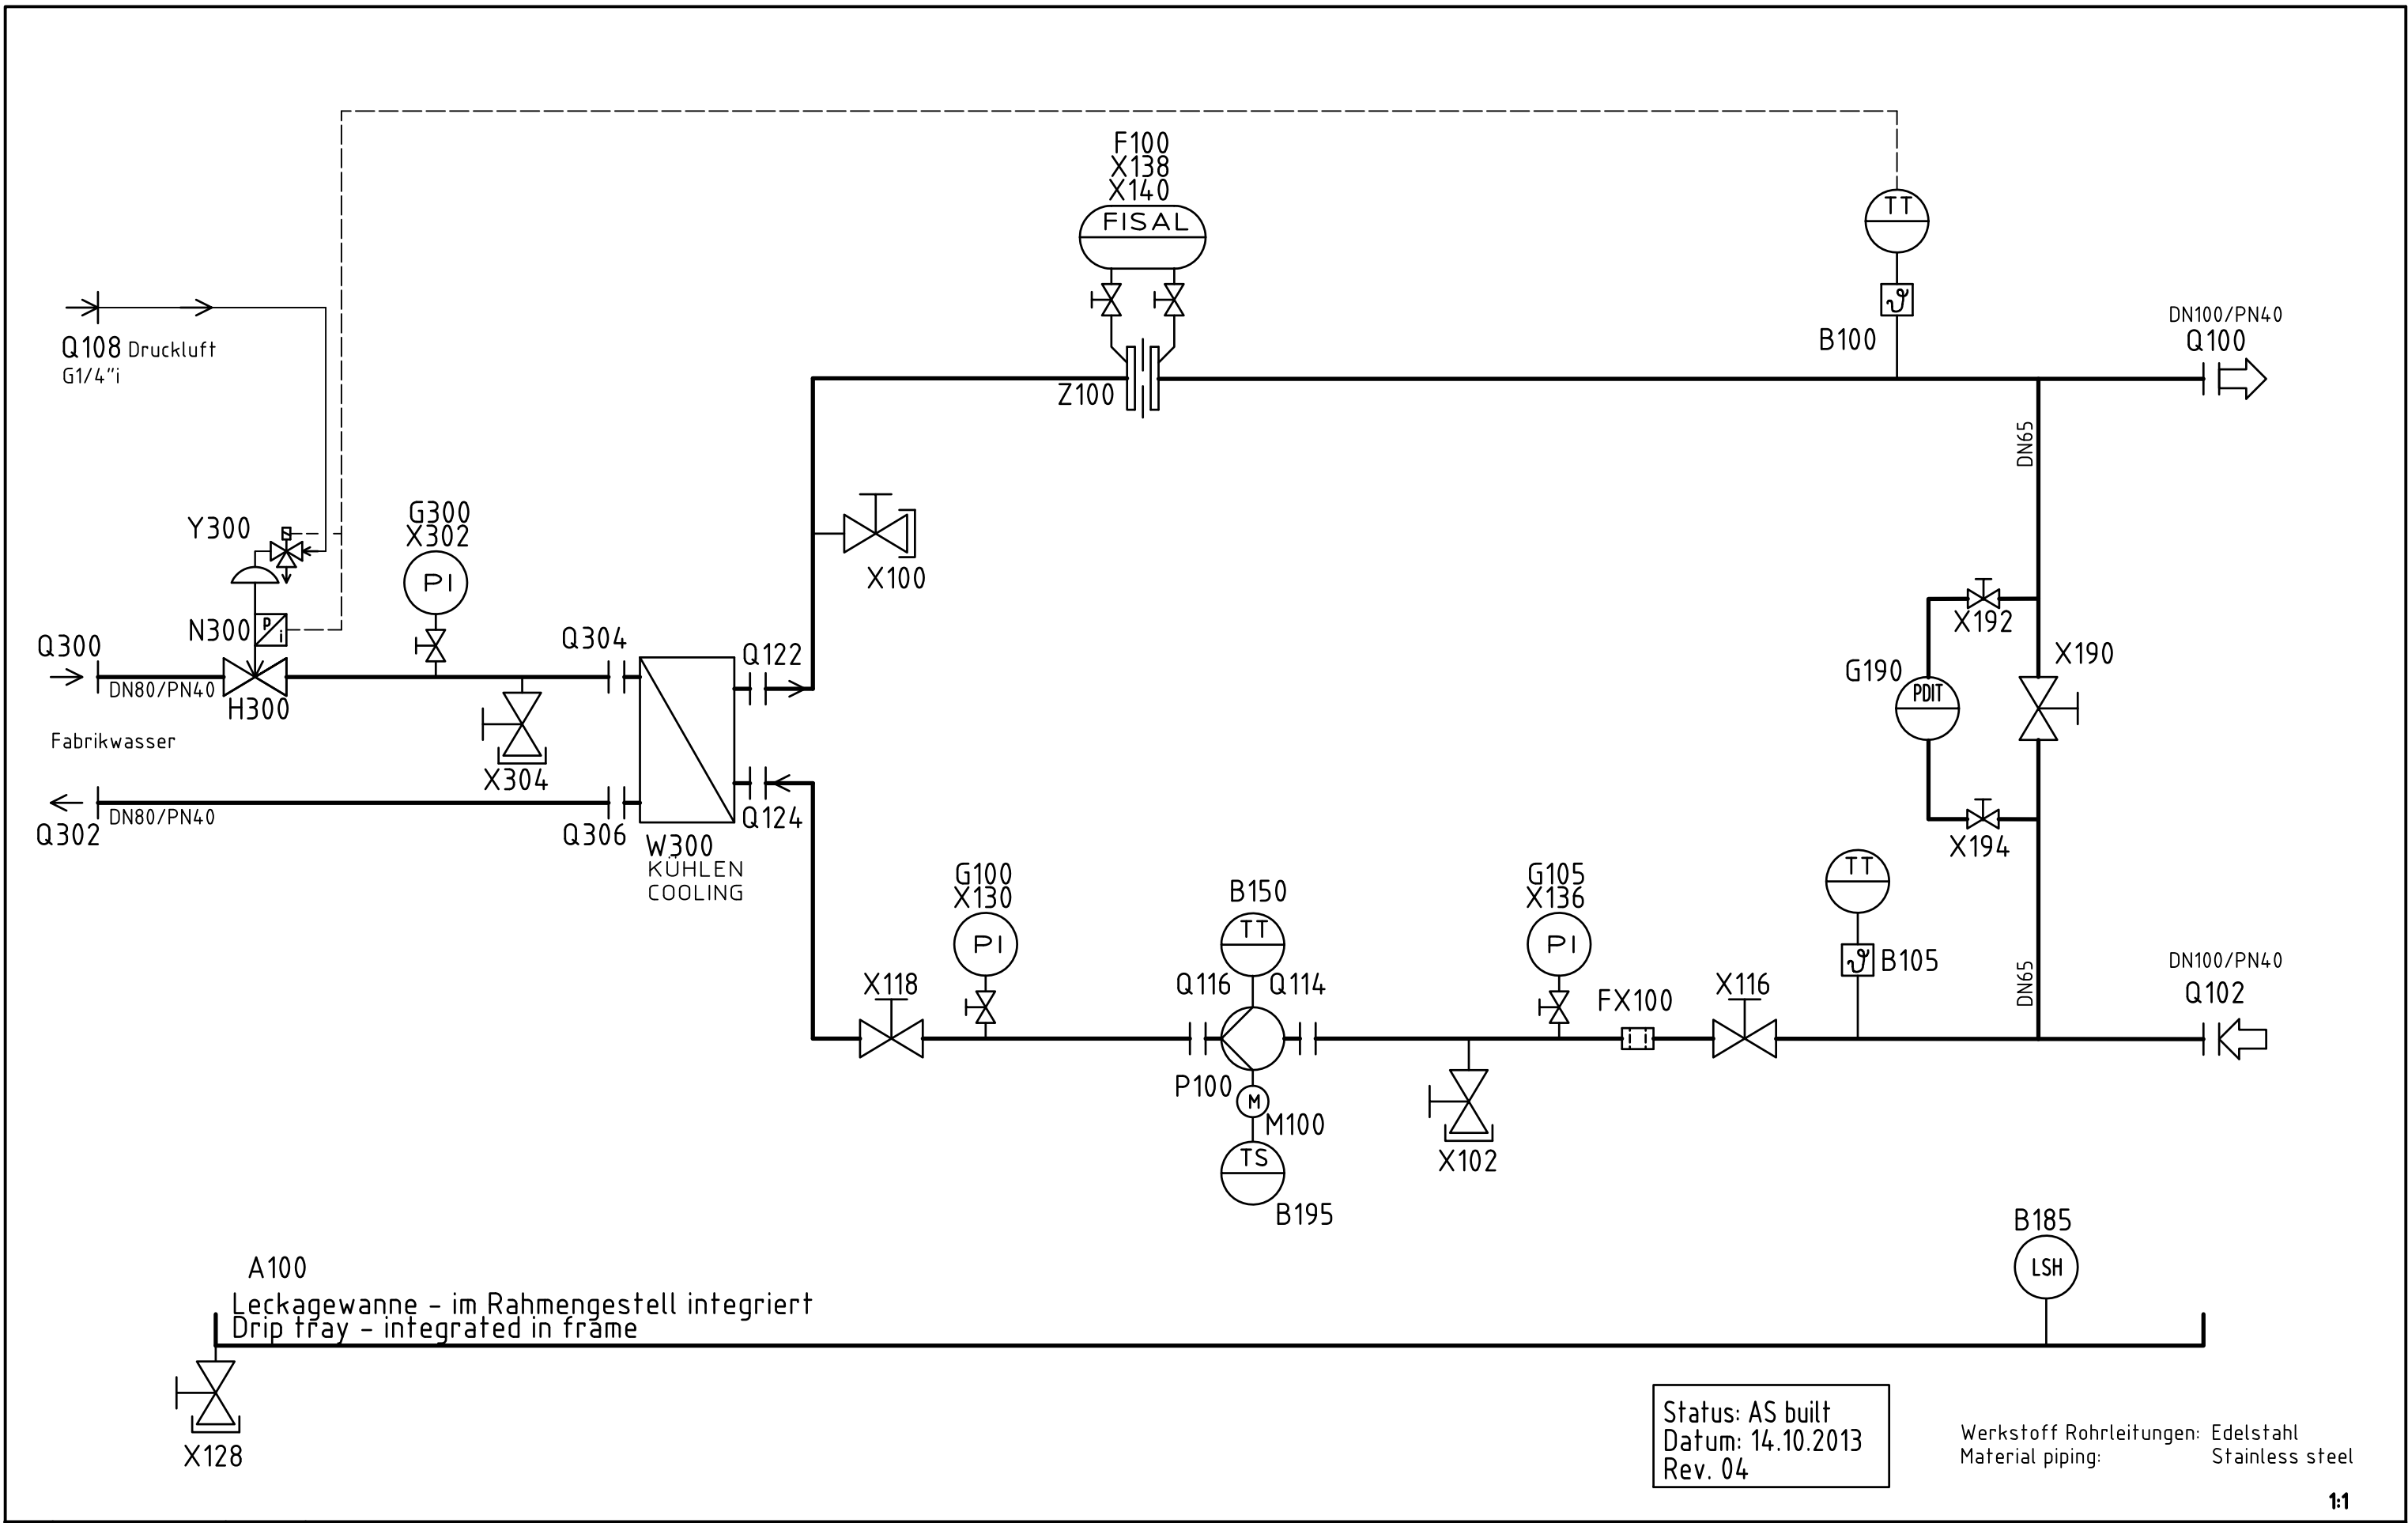 F100
X138
X140
FISAL
TT
ϑ
B100
DN100/PN40
Q100
Q108 Druckluft
G1/4"i
Z100
DN65
Y300
G300
X302
PI
X100
N300
P
i
Q300
DN80/PN40
H300
Q304
Q122
X192
X190
G190
PDIT
Fabrikwasser
X304
Q302
DN80/PN40
Q306
Q124
W300
KÜHLEN
COOLING
X194
G100
X130
PI
B150
TT
G105
X136
PI
TT
ϑ
B105
DN65
DN100/PN40
Q102
X118
Q116
Q114
FX100
X116
P100
M
M100
TS
B195
X102
B185
LSH
A100
Leckagewanne - im Rahmengestell integriert
Drip tray - integrated in frame
X128
Status: AS built
Datum: 14.10.2013
Rev. 04
Werkstoff Rohrleitungen: Edelstahl
Material piping: Stainless steel
1:1